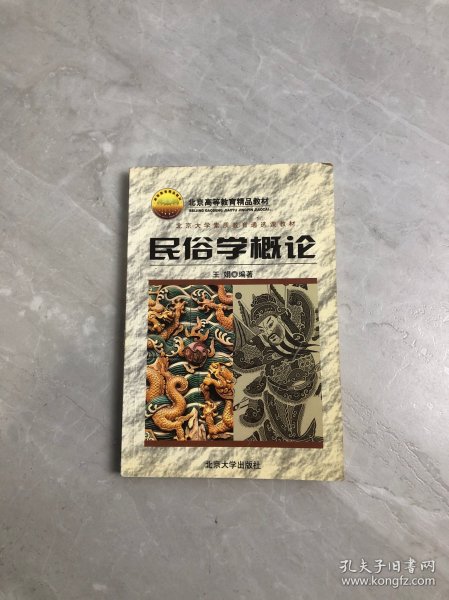 北京高等教育精品教材
BEIJING GAODENG JIAOYU JINGPIN JIAOCAI
北京大学素质教育通选课教材
民俗学概论
王 娟◎编著
北京大学出版社
孔夫子旧书网
www.kongfz.com